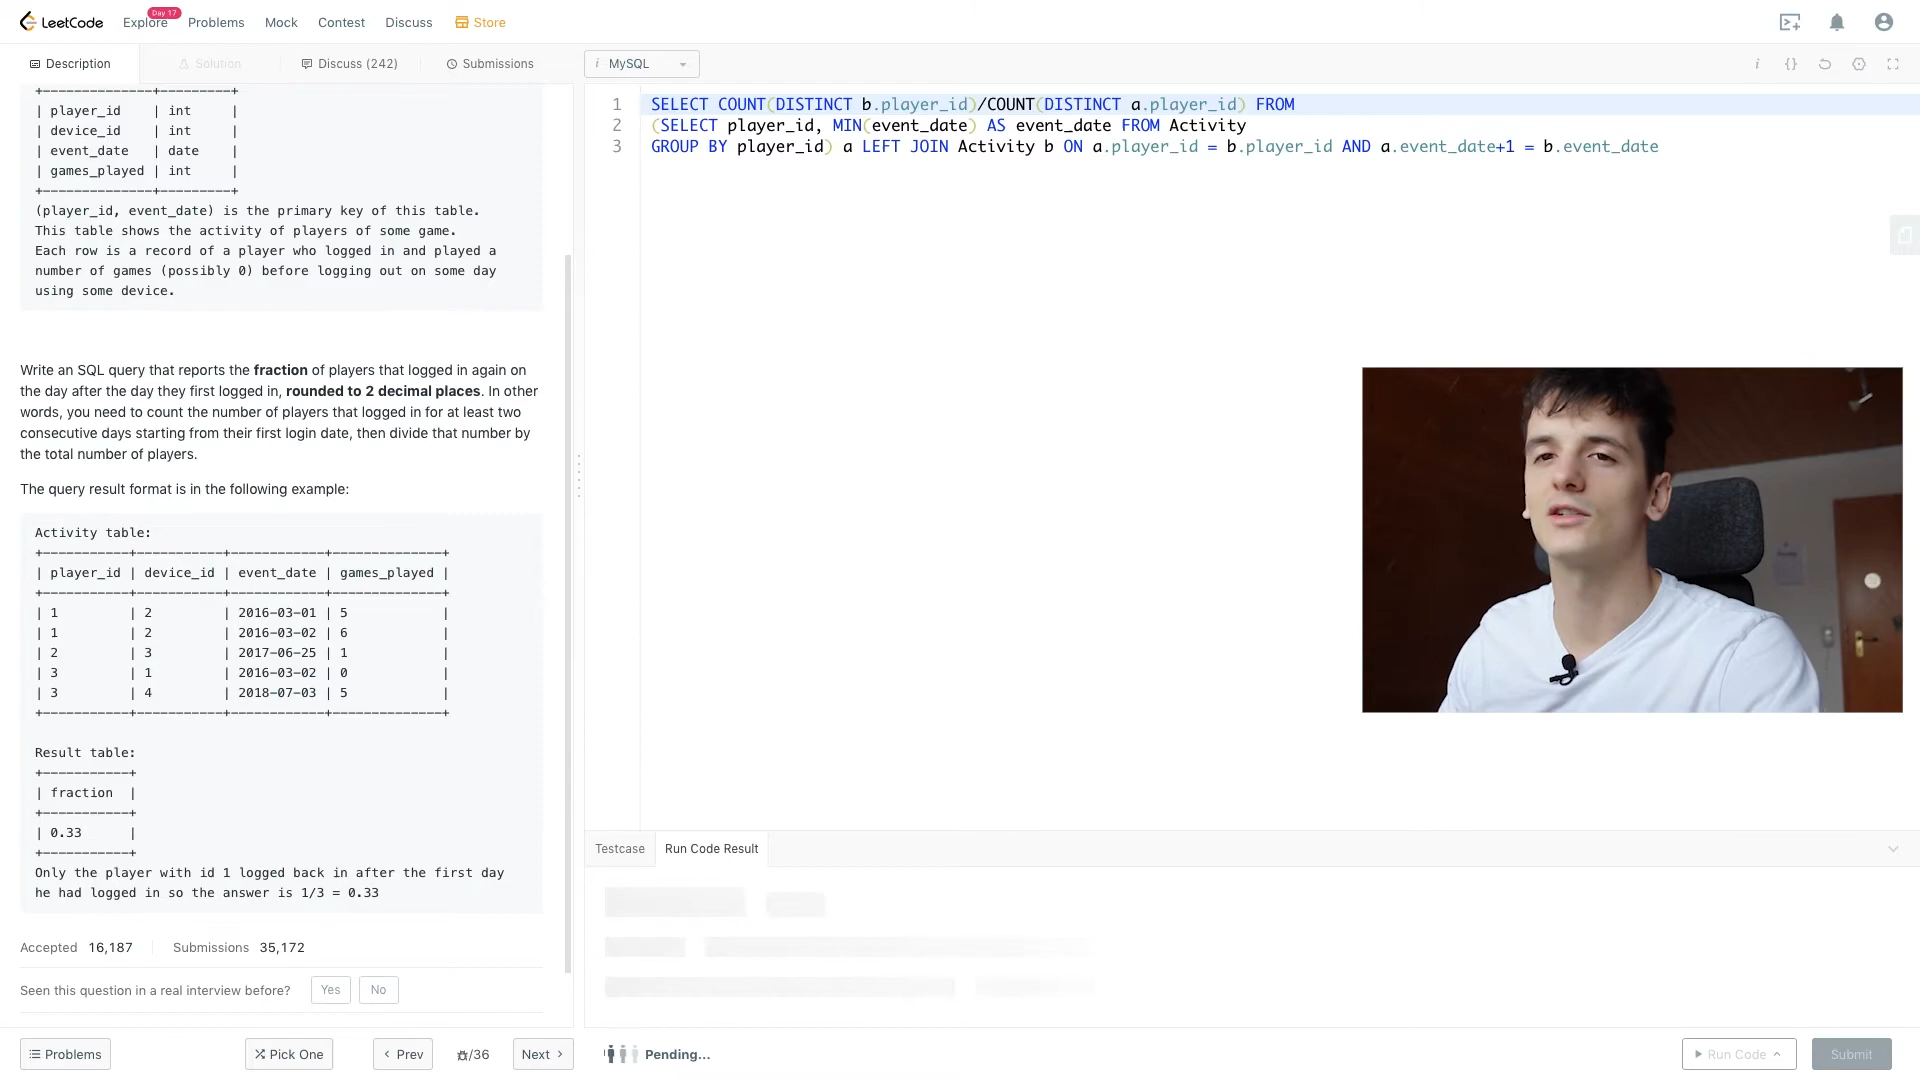 LeetCode
Explore
Day 17
Problems
Mock
Contest
Discuss
Store
Description
Solution
Discuss (242)
Submissions
i MySQL
i {}
+--------------+---------+
| player_id    | int     |
| device_id    | int     |
| event_date   | date    |
| games_played | int     |
+--------------+---------+
(player_id, event_date) is the primary key of this table.
This table shows the activity of players of some game.
Each row is a record of a player who logged in and played a
number of games (possibly 0) before logging out on some day
using some device.
Write an SQL query that reports the fraction of players that logged in again on
the day after the day they first logged in, rounded to 2 decimal places. In other
words, you need to count the number of players that logged in for at least two
consecutive days starting from their first login date, then divide that number by
the total number of players.
The query result format is in the following example:
Activity table:
+-----------+-----------+------------+--------------+
| player_id | device_id | event_date | games_played |
+-----------+-----------+------------+--------------+
| 1         | 2         | 2016-03-01 | 5            |
| 1         | 2         | 2016-03-02 | 6            |
| 2         | 3         | 2017-06-25 | 1            |
| 3         | 1         | 2016-03-02 | 0            |
| 3         | 4         | 2018-07-03 | 5            |
+-----------+-----------+------------+--------------+
Result table:
+-----------+
| fraction  |
+-----------+
| 0.33      |
+-----------+
Only the player with id 1 logged back in after the first day
he had logged in so the answer is 1/3 = 0.33
Accepted 16,187
Submissions 35,172
Seen this question in a real interview before?
Yes
No
1 SELECT COUNT(DISTINCT b.player_id)/COUNT(DISTINCT a.player_id) FROM
2 (SELECT player_id, MIN(event_date) AS event_date FROM Activity
3 GROUP BY player_id) a LEFT JOIN Activity b ON a.player_id = b.player_id AND a.event_date+1 = b.event_date
Testcase
Run Code Result
Problems
Pick One
Prev
/36
Next
Pending...
Run Code
Submit